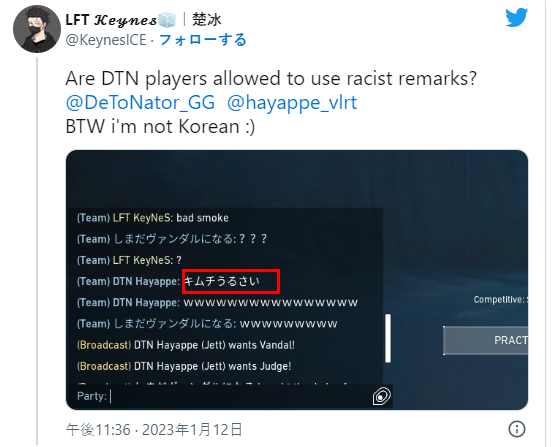 LFT 𝓚𝓮𝔂𝓷𝓮𝓼🧊｜楚冰
@KeynesICE · フォローする
Are DTN players allowed to use racist remarks?
@DeToNator_GG @hayappe_vlrt
BTW i'm not Korean :)
(Team) LFT KeyNeS: bad smoke
(Team) しまだヴァンダルになる: ? ? ?
(Team) LFT KeyNeS: ?
(Team) DTN Hayappe: キムチうるさい
(Team) DTN Hayappe: wwwwwwwwwwwwwwwww
(Team) しまだヴァンダルになる: wwwwwwwww
Competitive:
(Broadcast) DTN Hayappe (Jett) wants Vandal!
PRACT
(Broadcast) DTN Hayappe (Jett) wants Judge!
Party:
午後11:36 · 2023年1月12日